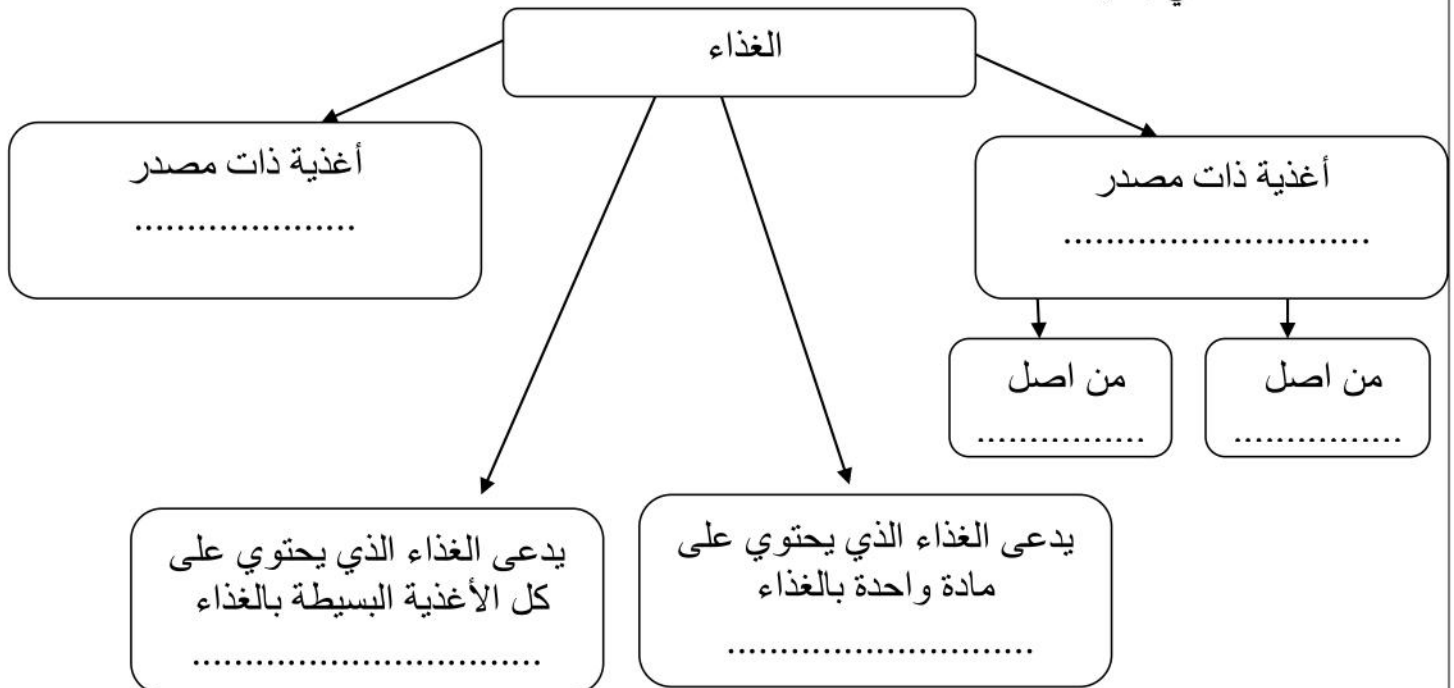 الغذاء
أغذية ذات مصدر
............................
أغذية ذات مصدر
....................
من اصل
................
من اصل
................
يدعى الغذاء الذي يحتوي على
مادة واحدة بالغذاء
............................
يدعى الغذاء الذي يحتوي على
كل الأغذية البسيطة بالغذاء
................................